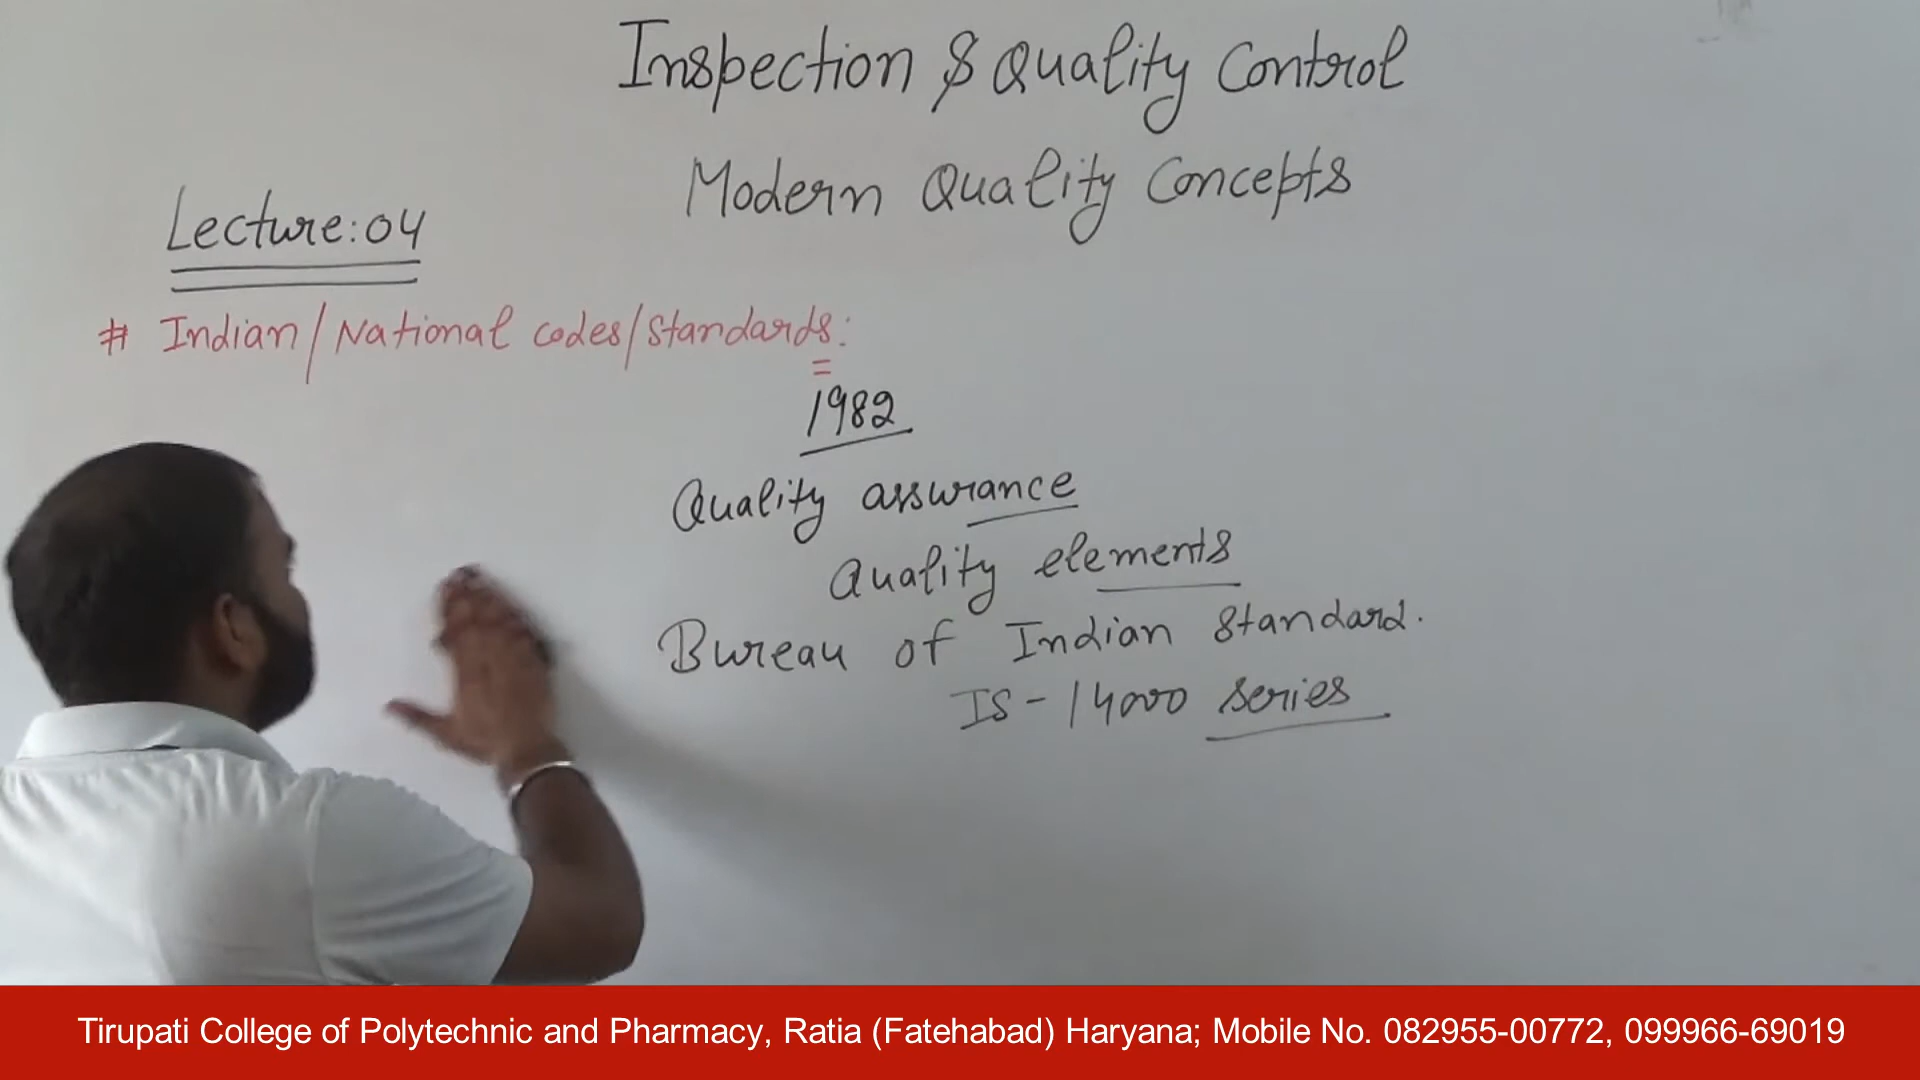 Inspection & Quality Control
Modern Quality Concepts
Lecture: 04
# Indian/National codes/standards:
1982
Quality assurance
Quality elements
Bureau of Indian Standard.
IS-14000 series
Tirupati College of Polytechnic and Pharmacy, Ratia (Fatehabad) Haryana; Mobile No. 082955-00772, 099966-69019